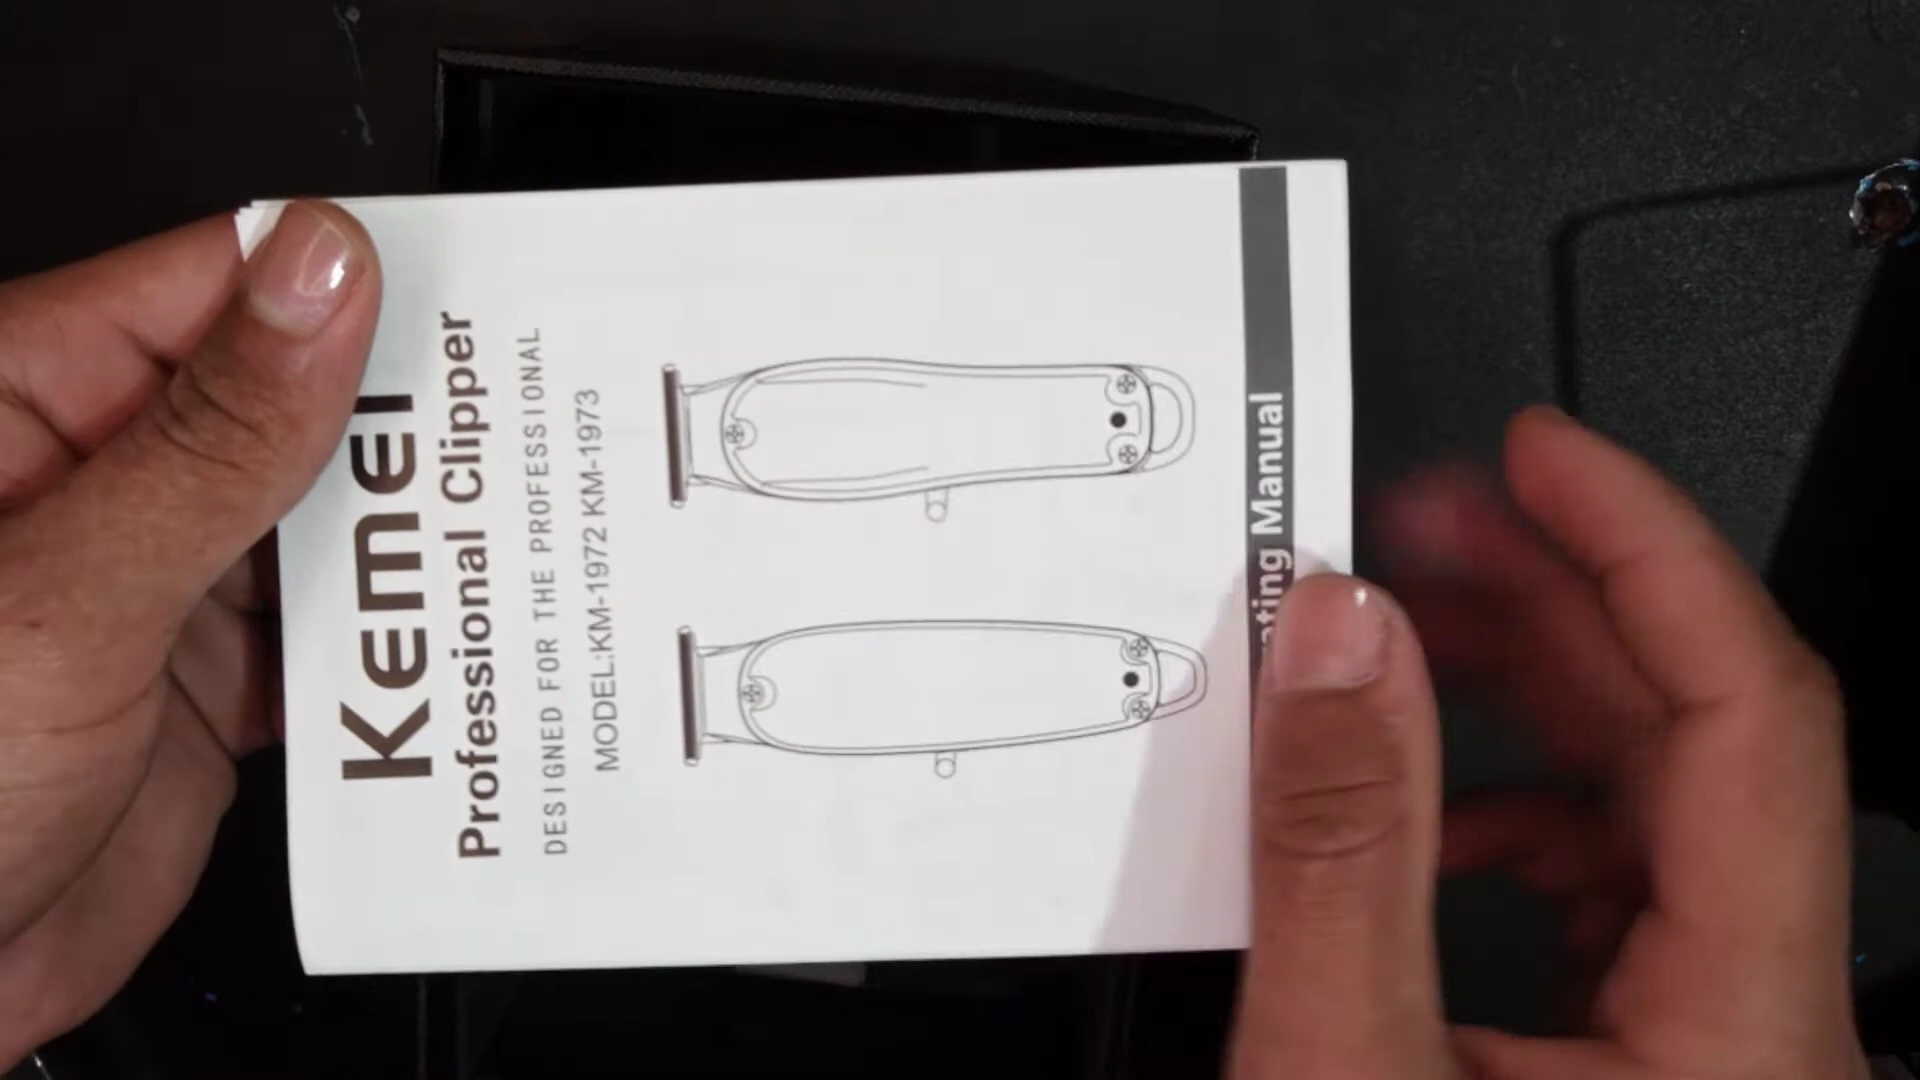 Kemei
Professional Clipper
DESIGNED FOR THE PROFESSIONAL
MODEL:KM-1972 KM-1973
Manual